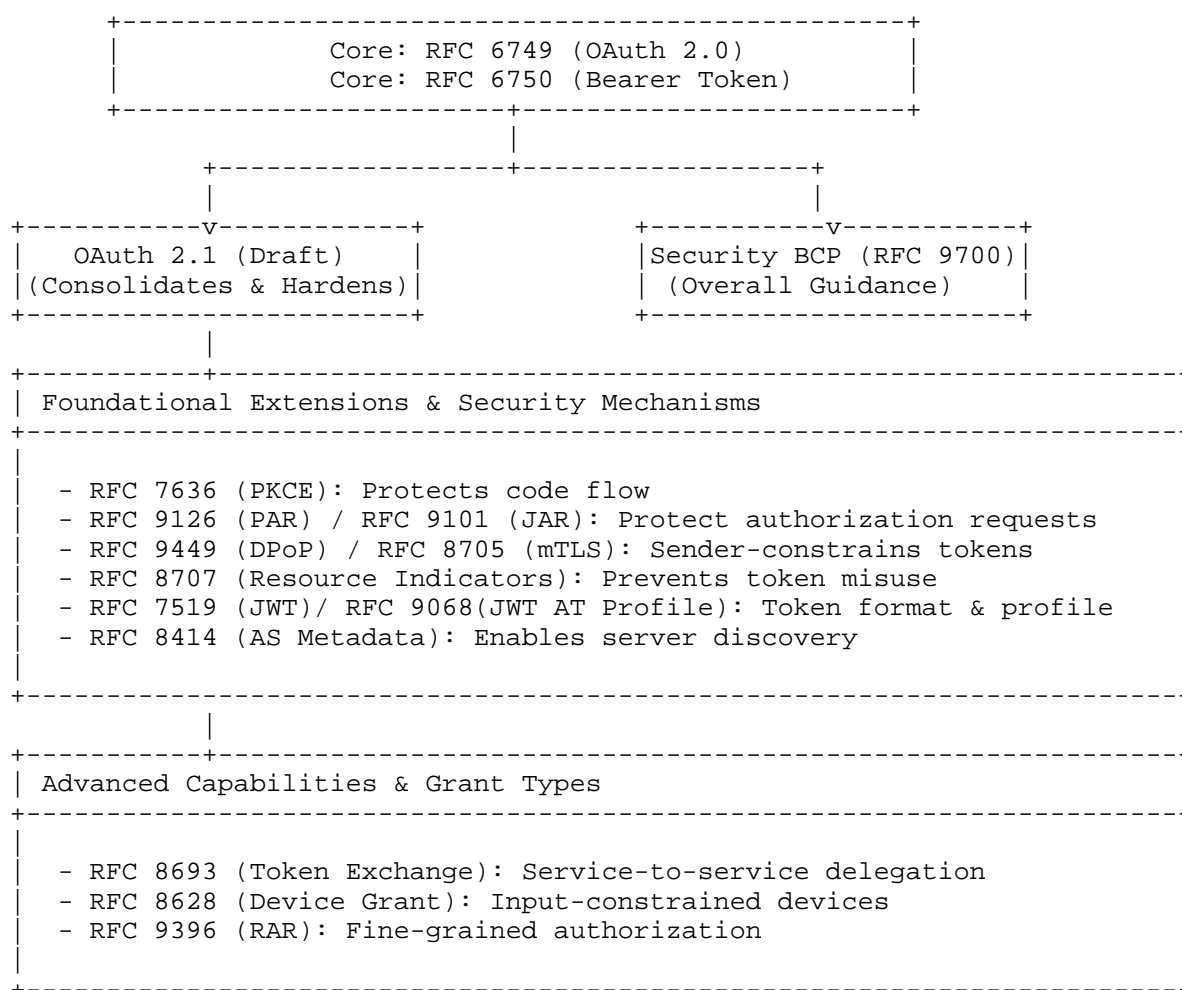 Core: RFC 6749 (OAuth 2.0)
Core: RFC 6750 (Bearer Token)
OAuth 2.1 (Draft)
(Consolidates & Hardens)
Security BCP (RFC 9700)
(Overall Guidance)
Foundational Extensions & Security Mechanisms
- RFC 7636 (PKCE): Protects code flow
- RFC 9126 (PAR) / RFC 9101 (JAR): Protect authorization requests
- RFC 9449 (DPoP) / RFC 8705 (mTLS): Sender-constrains tokens
- RFC 8707 (Resource Indicators): Prevents token misuse
- RFC 7519 (JWT)/ RFC 9068(JWT AT Profile): Token format & profile
- RFC 8414 (AS Metadata): Enables server discovery
Advanced Capabilities & Grant Types
- RFC 8693 (Token Exchange): Service-to-service delegation
- RFC 8628 (Device Grant): Input-constrained devices
- RFC 9396 (RAR): Fine-grained authorization